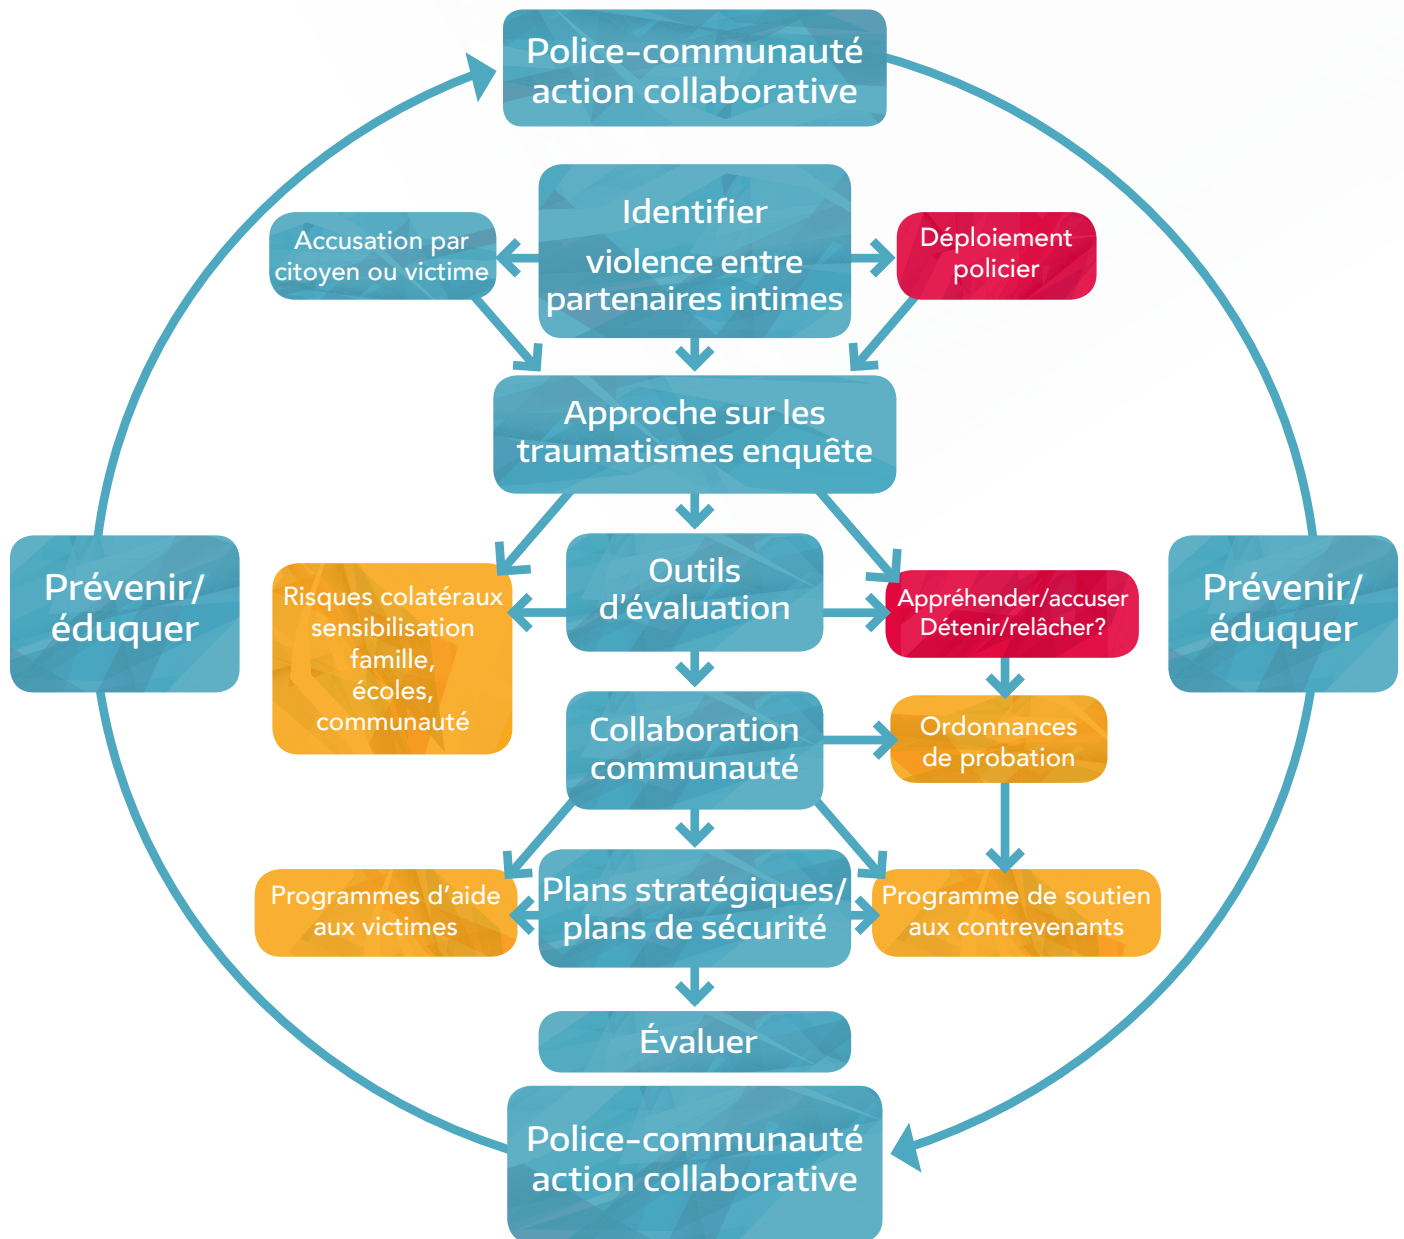 Police-communauté
action collaborative
Identifier
violence entre
partenaires intimes
Accusation par
citoyen ou victime
Déploiement
policier
Approche sur les
traumatismes enquête
Prévenir/
éduquer
Risques colatéraux
sensibilisation
famille,
écoles,
communauté
Outils
d'évaluation
Appréhender/accuser
Détenir/relâcher?
Prévenir/
éduquer
Collaboration
communauté
Ordonnances
de probation
Programmes d'aide
aux victimes
Plans stratégiques/
plans de sécurité
Programme de soutien
aux contrevenants
Évaluer
Police-communauté
action collaborative